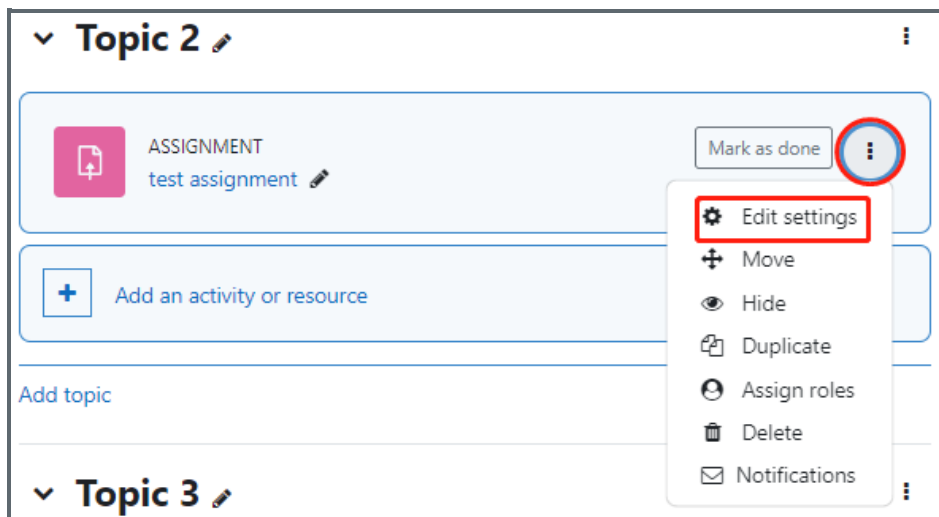 Topic 2
ASSIGNMENT
Mark as done
test assignment
Edit settings
Move
Add an activity or resource
Hide
Duplicate
Add topic
Assign roles
Delete
Notifications
Topic 3